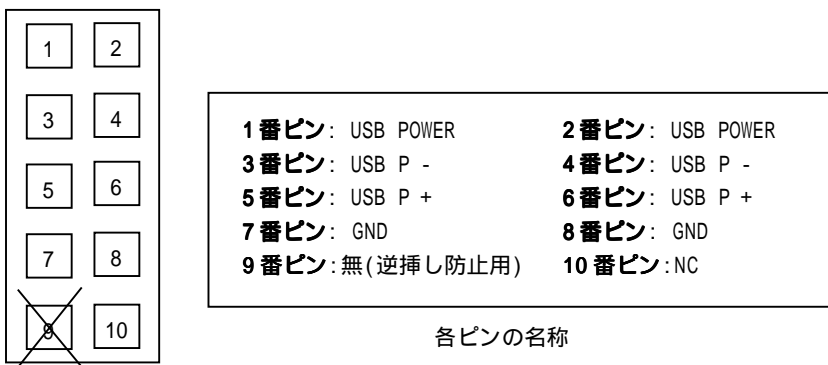 1 2
3 4
5 6
7 8
9 10
1番ピン: USB POWER 2番ピン: USB POWER
3番ピン: USB P - 4番ピン: USB P -
5番ピン: USB P + 6番ピン: USB P +
7番ピン: GND 8番ピン: GND
9番ピン:無(逆挿し防止用) 10番ピン:NC
各ピンの名称